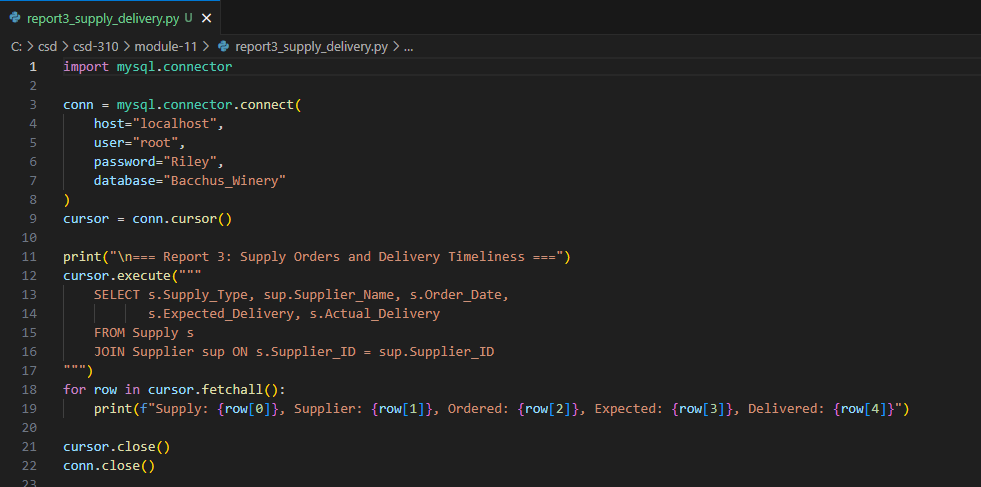 report3_supply_delivery.py U ×
C: > csd > csd-310 > module-11 > report3_supply_delivery.py > ...
1 import mysql.connector
2
3 conn = mysql.connector.connect(
4     host="localhost",
5     user="root",
6     password="Riley",
7     database="Bacchus_Winery"
8 )
9 cursor = conn.cursor()
10
11 print("\n=== Report 3: Supply Orders and Delivery Timeliness ===")
12 cursor.execute("""
13     SELECT s.Supply_Type, sup.Supplier_Name, s.Order_Date,
14            s.Expected_Delivery, s.Actual_Delivery
15     FROM Supply s
16     JOIN Supplier sup ON s.Supplier_ID = sup.Supplier_ID
17 """)
18 for row in cursor.fetchall():
19     print(f"Supply: {row[0]}, Supplier: {row[1]}, Ordered: {row[2]}, Expected: {row[3]}, Delivered: {row[4]}")
20
21 cursor.close()
22 conn.close()
23